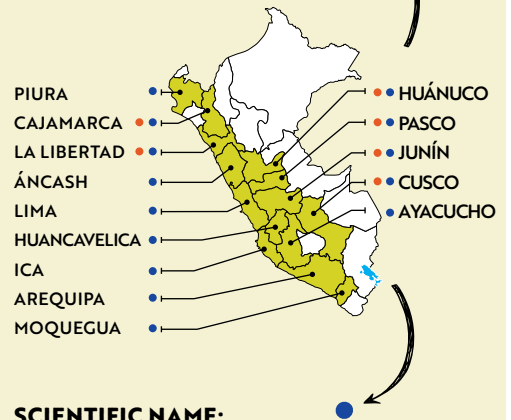 PIURA
CAJAMARCA
LA LIBERTAD
ÁNCASH
LIMA
HUANCAVELICA
ICA
AREQUIPA
MOQUEGUA
HUÁNUCO
PASCO
JUNÍN
CUSCO
AYACUCHO
SCIENTIFIC NAME: